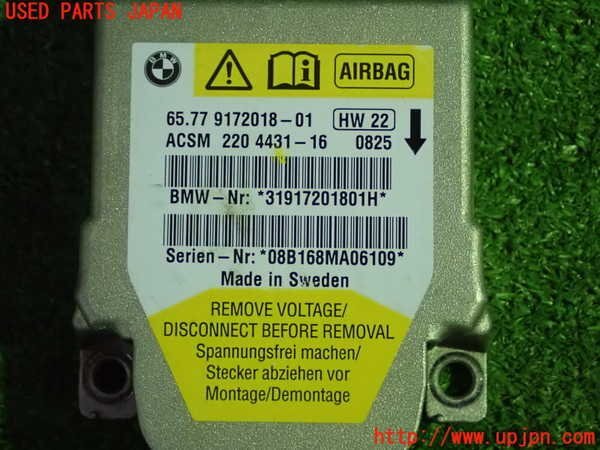 USED PARTS JAPAN
BMW
AIRBAG
65.77 9172018-01 HW 22
ACSM 220 4431-16 0825
BMW-Nr: *31917201801H*
Serien-Nr: *08B168MA06109*
Made in Sweden
REMOVE VOLTAGE/
DISCONNECT BEFORE REMOVAL
Spannungsfrei machen/
Stecker abziehen vor
Montage/Demontage
http://www.upjpn.com/